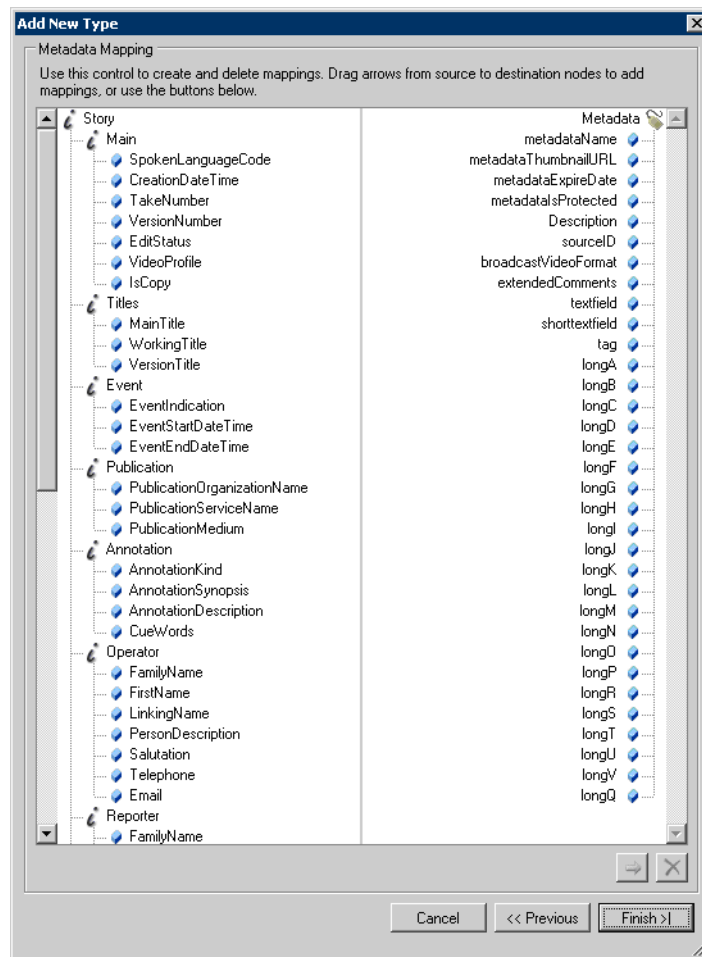 Add New Type
Metadata Mapping
Use this control to create and delete mappings. Drag arrows from source to destination nodes to add
mappings, or use the buttons below.
Story
Main
SpokenLanguageCode
CreationDateTime
TakeNumber
VersionNumber
EditStatus
VideoProfile
IsCopy
Titles
MainTitle
WorkingTitle
VersionTitle
Event
EventIndication
EventStartDateTime
EventEndDateTime
Publication
PublicationOrganizationName
PublicationServiceName
PublicationMedium
Annotation
AnnotationKind
AnnotationSynopsis
AnnotationDescription
CueWords
Operator
FamilyName
FirstName
LinkingName
PersonDescription
Salutation
Telephone
Email
Reporter
FamilyName
Metadata
metadataName
metadataThumbnailURL
metadataExpireDate
metadataIsProtected
Description
sourceID
broadcastVideoFormat
extendedComments
textfield
shorttextfield
tag
longA
longB
longC
longD
longE
longF
longG
longH
longI
longJ
longK
longL
longM
longN
longO
longP
longR
longS
longT
longU
longV
longQ
Cancel
<< Previous
Finish >|